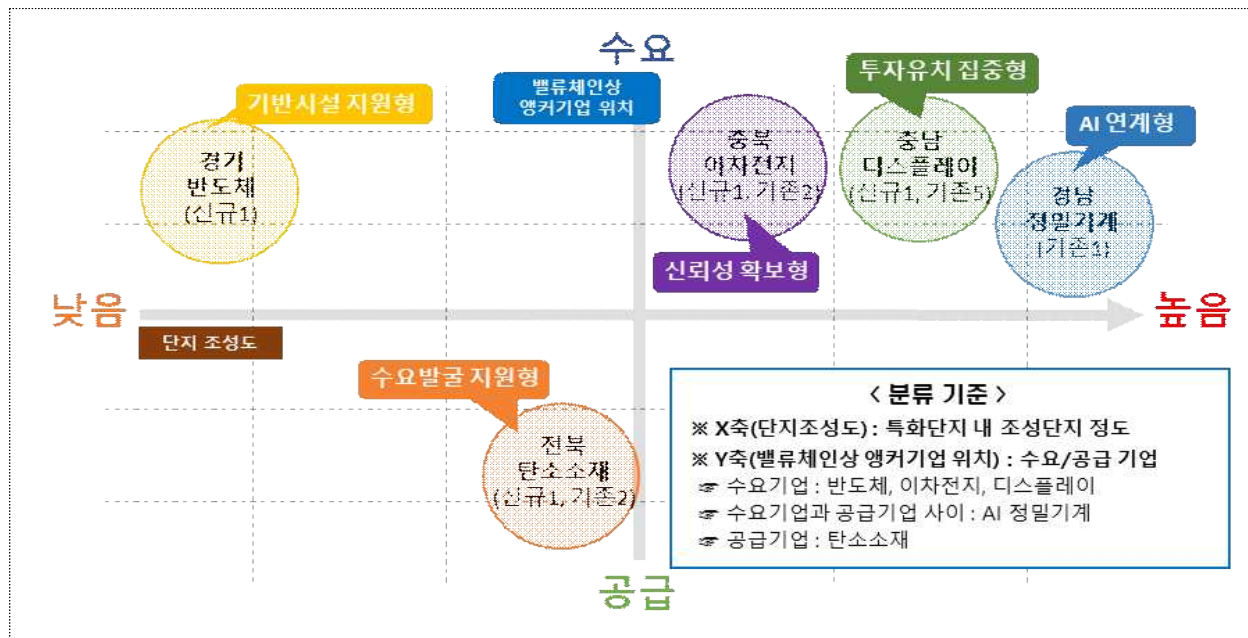 수요
밸류체인상
앵커기업 위치
기반시설 지원형
경기
반도체
(신규1)
충북
이차전지
(신규1, 기존2)
신뢰성 확보형
투자유치 집중형
충남
디스플레이
(신규1, 기존5)
AI 연계형
경남
정밀기계
(기존1)
낮음
높음
단지 조성도
수요발굴 지원형
전북
탄소소재
(신규1, 기존2)
공급
< 분류 기준 >
※ X축(단지조성도) : 특화단지 내 조성단지 정도
※ Y축(밸류체인상 앵커기업 위치) : 수요/공급 기업
☞ 수요기업 : 반도체, 이차전지, 디스플레이
☞ 수요기업과 공급기업 사이 : AI 정밀기계
☞ 공급기업 : 탄소소재